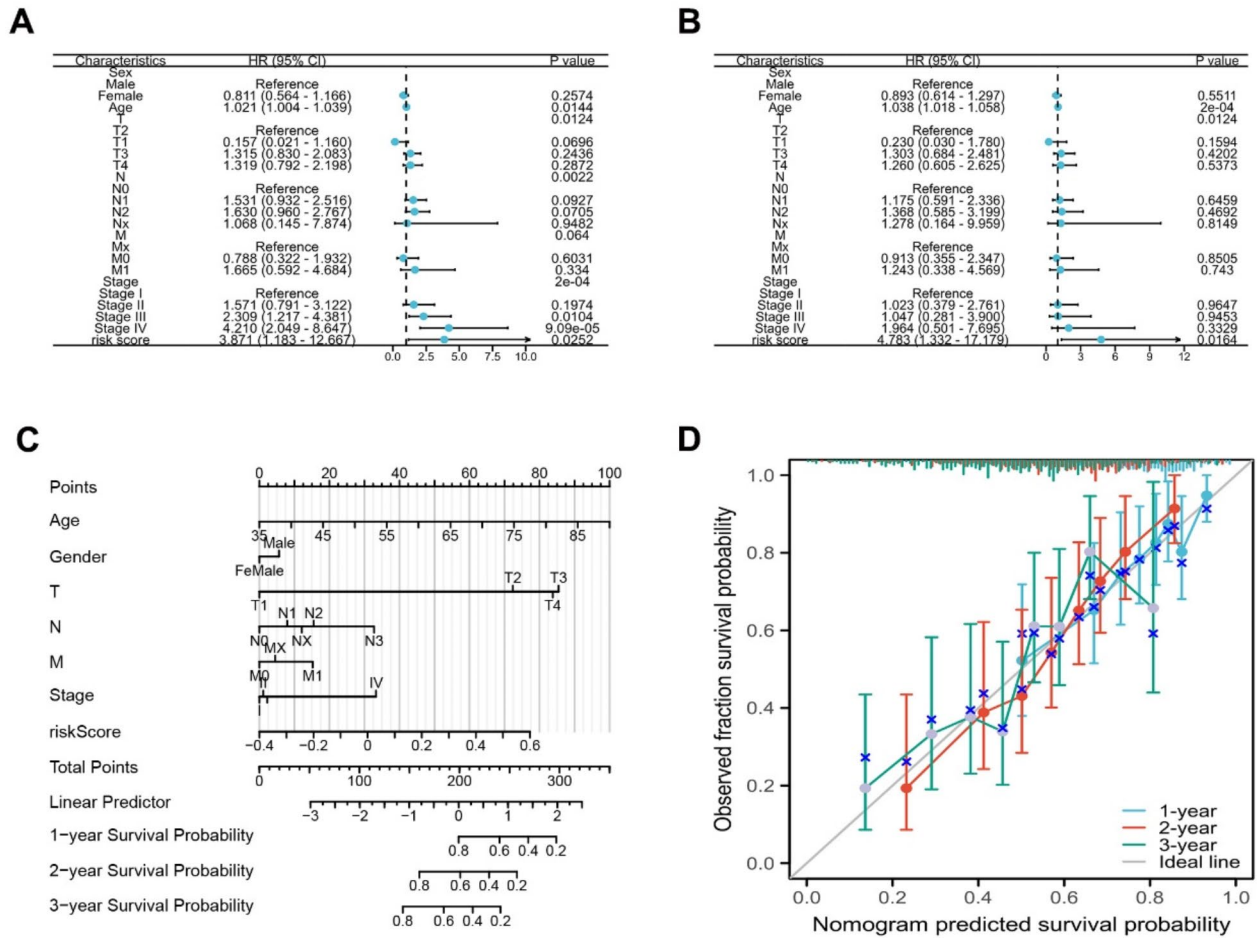 A
Characteristics HR (95% CI) P value
Sex
Male Reference
Female 0.811 (0.564 - 1.166) 0.2574
Age 1.021 (1.004 - 1.039) 0.0144
T 0.0124
T2 Reference
T1 0.157 (0.021 - 1.160) 0.0696
T3 1.315 (0.830 - 2.083) 0.2436
T4 1.319 (0.792 - 2.198) 0.2872
N 0.0022
N0 Reference
N1 1.531 (0.932 - 2.516) 0.0927
N2 1.630 (0.960 - 2.767) 0.0705
Nx 1.068 (0.145 - 7.874) 0.9482
M 0.064
Mx Reference
M0 0.788 (0.322 - 1.932) 0.6031
M1 1.665 (0.592 - 4.684) 0.334
Stage 2e-04
Stage I Reference
Stage II 1.571 (0.791 - 3.122) 0.1974
Stage III 2.309 (1.217 - 4.381) 0.0104
Stage IV 4.210 (2.049 - 8.647) 9.09e-05
risk score 3.871 (1.183 - 12.667) 0.0252
0.0 2.5 5.0 7.5 10.0
B
Characteristics HR (95% CI) P value
Sex
Male Reference
Female 0.893 (0.614 - 1.297) 0.5511
Age 1.038 (1.018 - 1.058) 2e-04
T 0.0124
T2 Reference
T1 0.230 (0.030 - 1.780) 0.1594
T3 1.303 (0.684 - 2.481) 0.4202
T4 1.260 (0.605 - 2.625) 0.5373
N
N0 Reference
N1 1.175 (0.591 - 2.336) 0.6459
N2 1.368 (0.585 - 3.199) 0.4692
Nx 1.278 (0.164 - 9.959) 0.8149
M
Mx Reference
M0 0.913 (0.355 - 2.347) 0.8505
M1 1.243 (0.338 - 4.569) 0.743
Stage
Stage I Reference
Stage II 1.023 (0.379 - 2.761) 0.9647
Stage III 1.047 (0.281 - 3.900) 0.9453
Stage IV 1.964 (0.501 - 7.695) 0.3329
risk score 4.783 (1.332 - 17.179) 0.0164
0 3 6 9 12
C
0 20 40 60 80 100
Points
Age
35 45 55 65 75 85
Gender Male
FeMale
T2 T3
T
T1 T4
N1 N2
N
N0 NX N3
MX
M
M0 M1
IV
Stage
riskScore
−0.4 −0.2 0 0.2 0.4 0.6
Total Points
0 100 200 300
Linear Predictor
−3 −2 −1 0 1 2
1−year Survival Probability
0.8 0.6 0.4 0.2
2−year Survival Probability
0.8 0.6 0.4 0.2
3−year Survival Probability
0.8 0.6 0.4 0.2
D
Observed fraction survival probability
1.0
0.8
0.6
0.4
0.2
0.0
1-year
2-year
3-year
Ideal line
0.0 0.2 0.4 0.6 0.8 1.0
Nomogram predicted survival probability